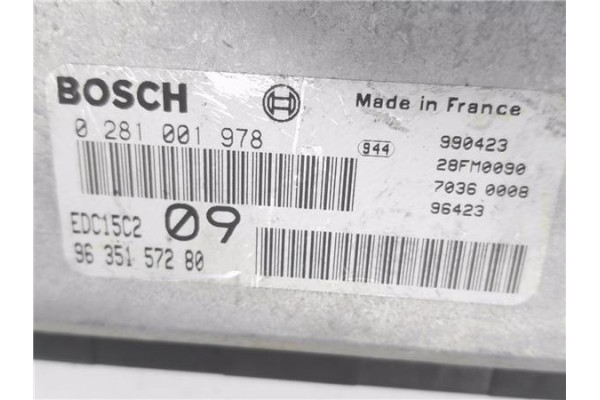 BOSCH
Made in France
0 281 001 978
944
990423
28FM0090
7036 0008
96423
EDC15C2
09
96 351 572 80